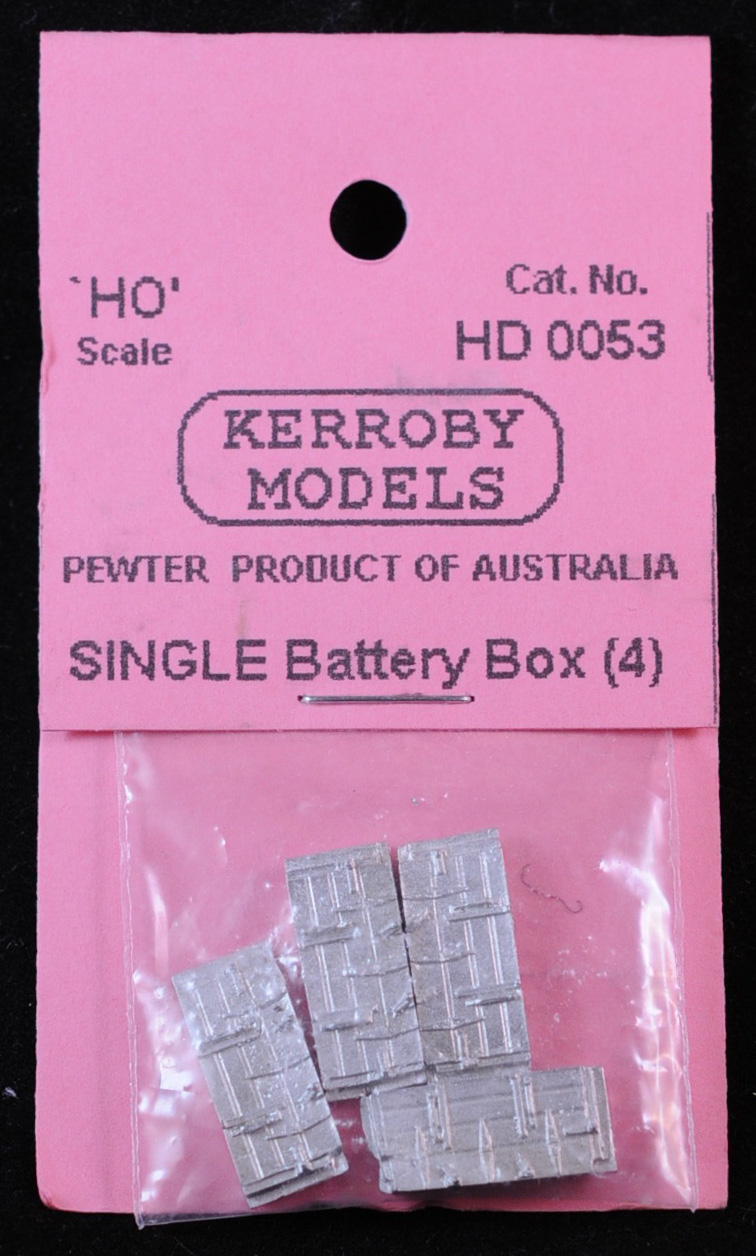 `HO'
Scale
Cat. No.
HD 0053
KERROBY
MODELS
PEWTER PRODUCT OF AUSTRALIA
SINGLE Battery Box (4)